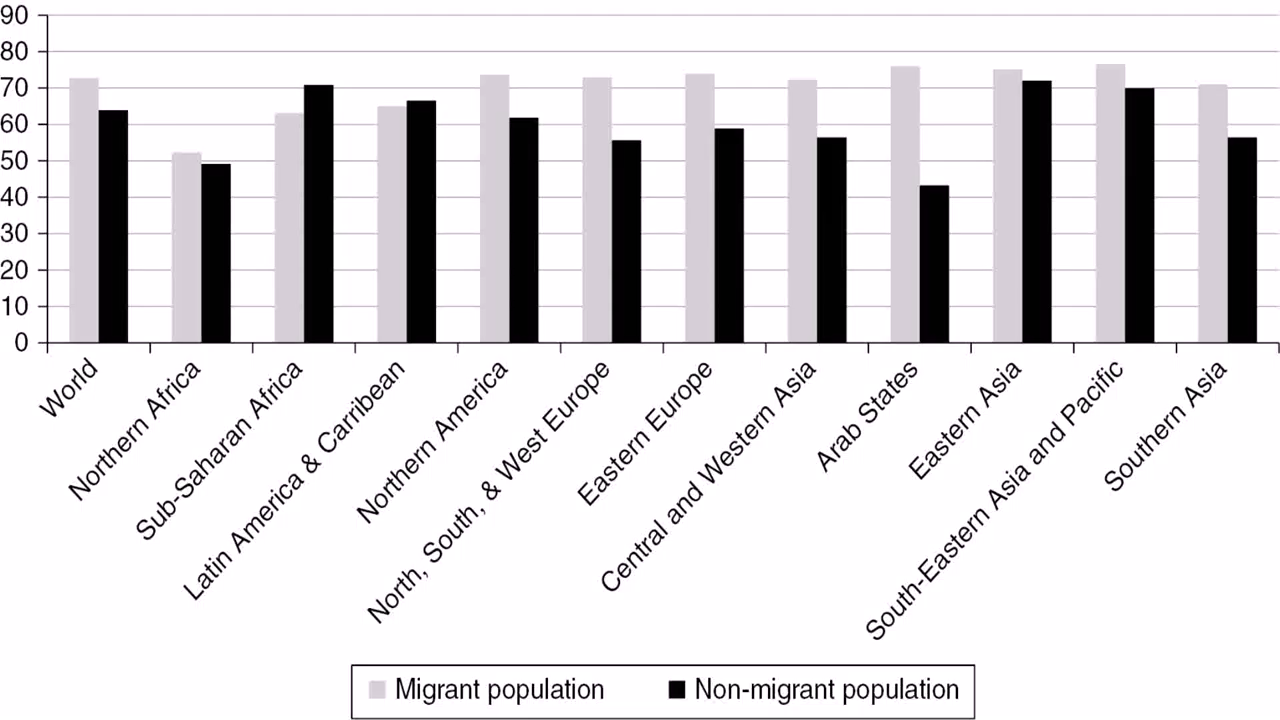 90
80
70
60
50
40
30
20
10
0
World
Northern Africa
Sub-Saharan Africa
Latin America & Carribean
Northern America
North, South, & West Europe
Eastern Europe
Central and Western Asia
Arab States
Eastern Asia
South-Eastern Asia and Pacific
Southern Asia
Migrant population
Non-migrant population